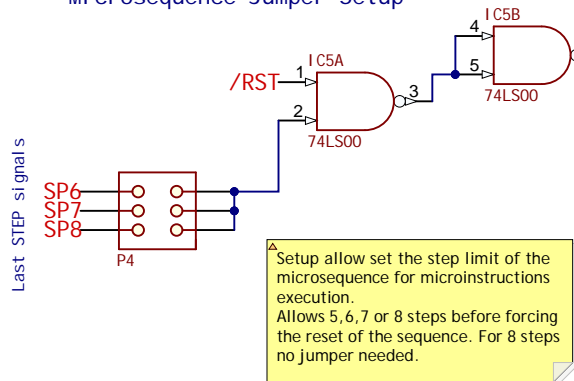 Microsequence Jumper Setup
IC5B
4
5
74LS00
IC5A
/RST
1
2
3
74LS00
Last STEP signals
SP6
SP7
SP8
P4
Setup allow set the step limit of the
microsequence for microinstructions
execution.
Allows 5,6,7 or 8 steps before forcing
the reset of the sequence. For 8 steps
no jumper needed.